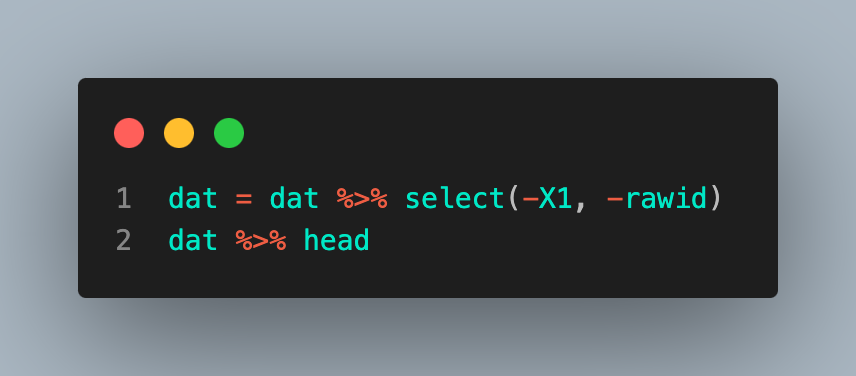 1 dat = dat %>% select(-X1, -rawid)
2 dat %>% head